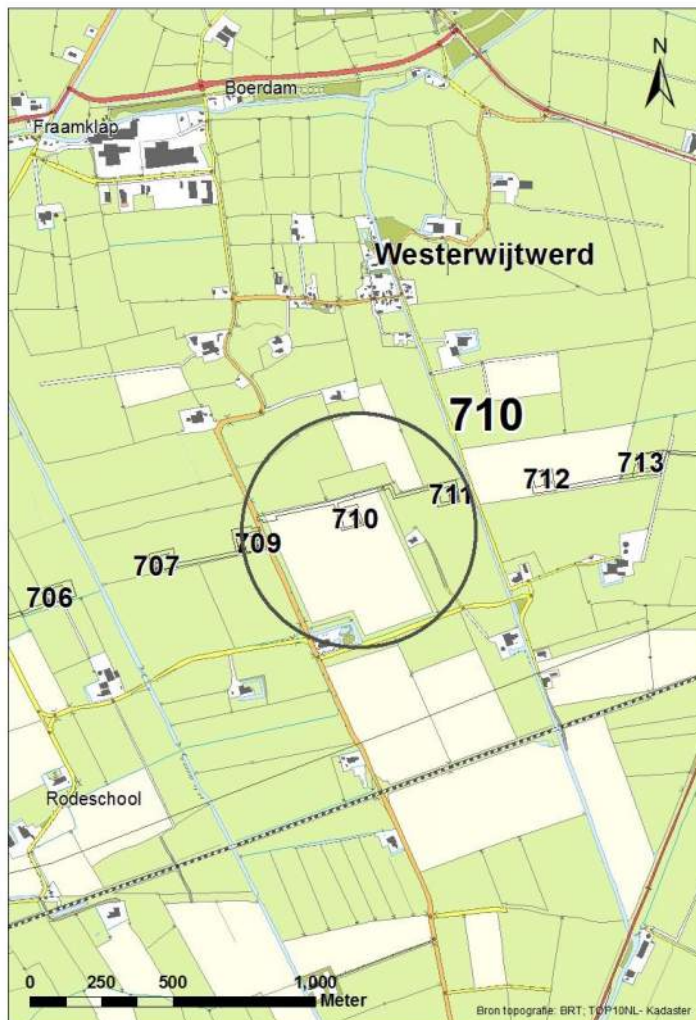 N
Boerdam
Fraamklap
Westerwijtwerd
710
713
712
711
710
709
707
706
Rodeschool
0 250 500 1,000
Meter
Bron topografie: BRT; TOP10NL- Kadaster